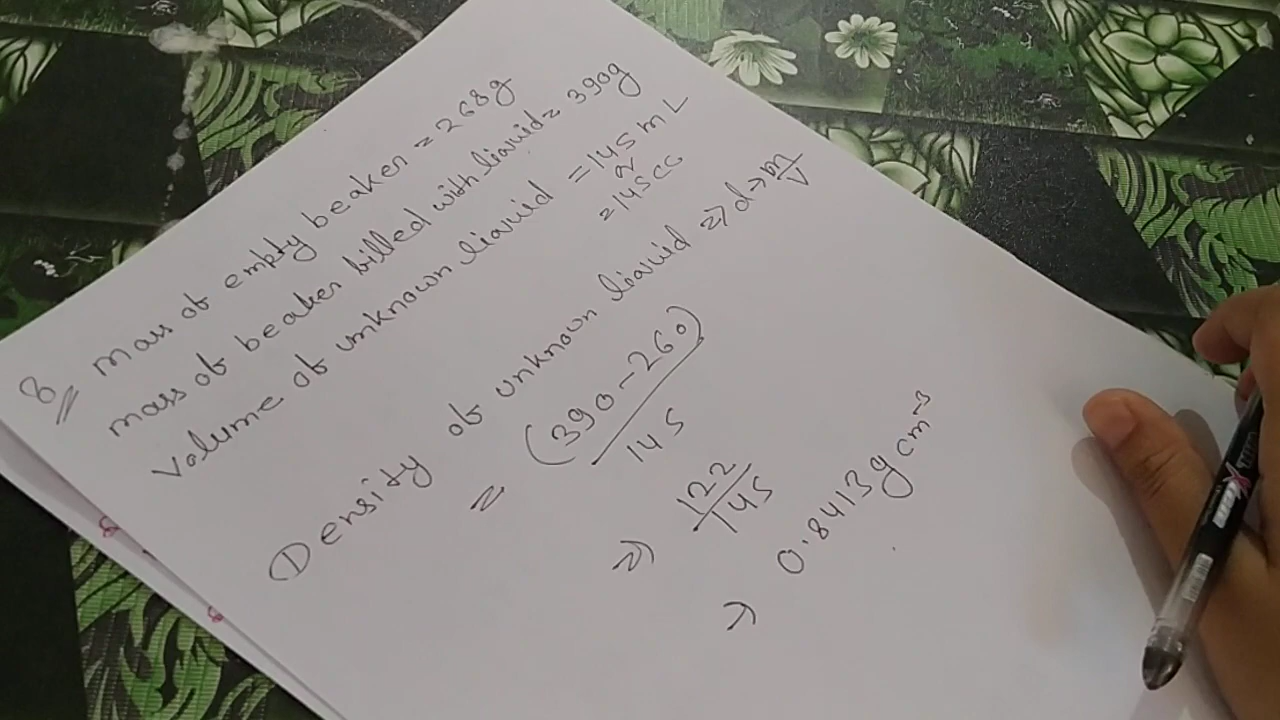 8 mass of empty beaker = 268g
mass of beaker filled with liquid = 390g
Volume of unknown liquid = 145 mL
or
= 145 cc
Density of unknown liquid => d → m/V
= (390-260)/145
=> 122/145
→ 0.8413 g cm-3